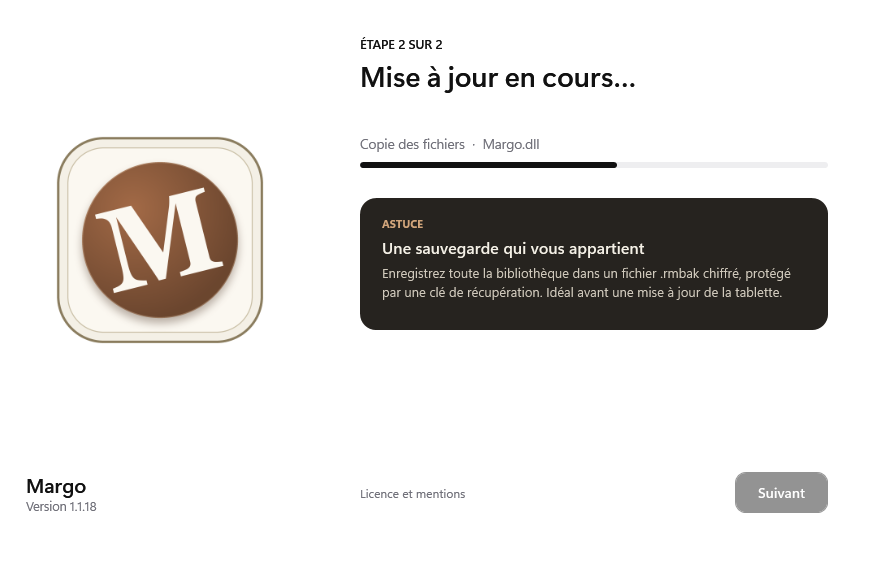 ÉTAPE 2 SUR 2
Mise à jour en cours...
Copie des fichiers · Margo.dll
M
ASTUCE
Une sauvegarde qui vous appartient
Enregistrez toute la bibliothèque dans un fichier .rmbak chiffré, protégé
par une clé de récupération. Idéal avant une mise à jour de la tablette.
Margo
Version 1.1.18
Licence et mentions
Suivant